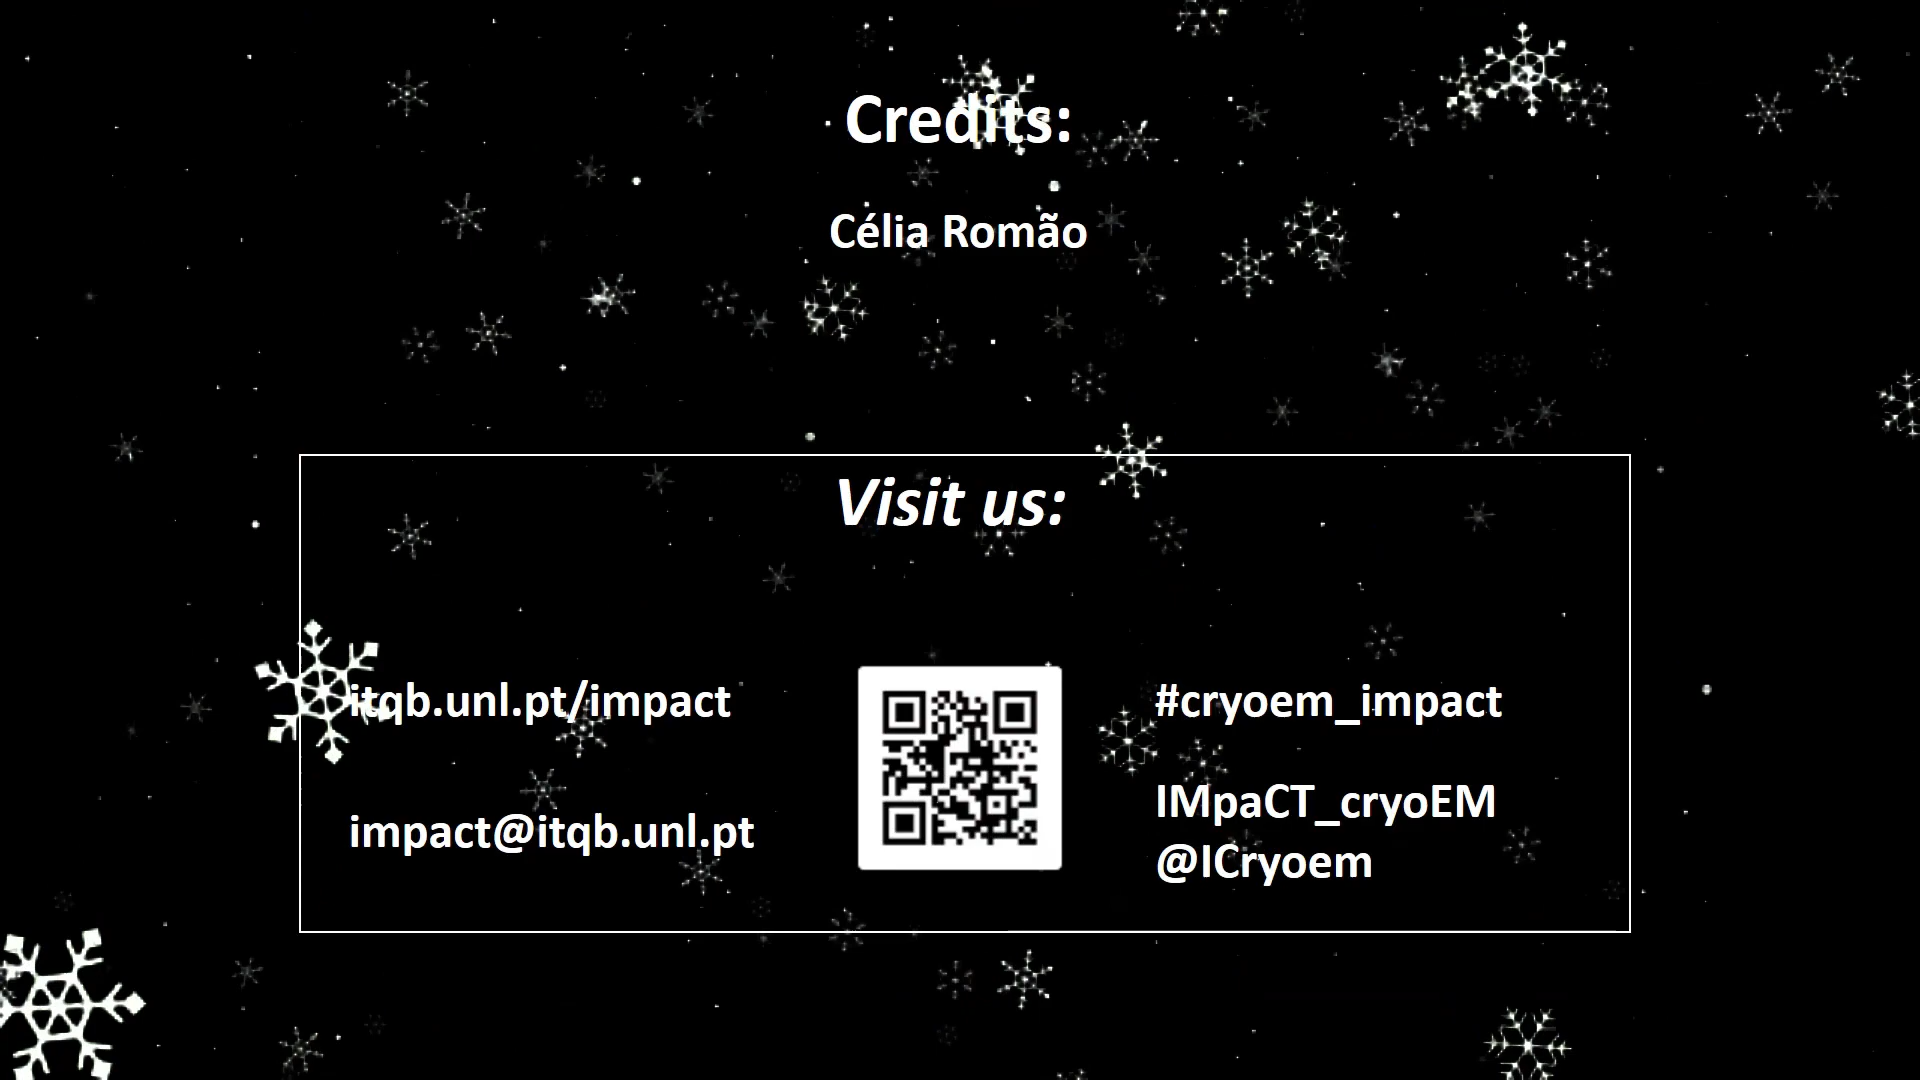 Credits:
Célia Romão
Visit us:
itqb.unl.pt/impact
impact@itqb.unl.pt
#cryoem_impact
IMpaCT_cryoEM
@ICryoem